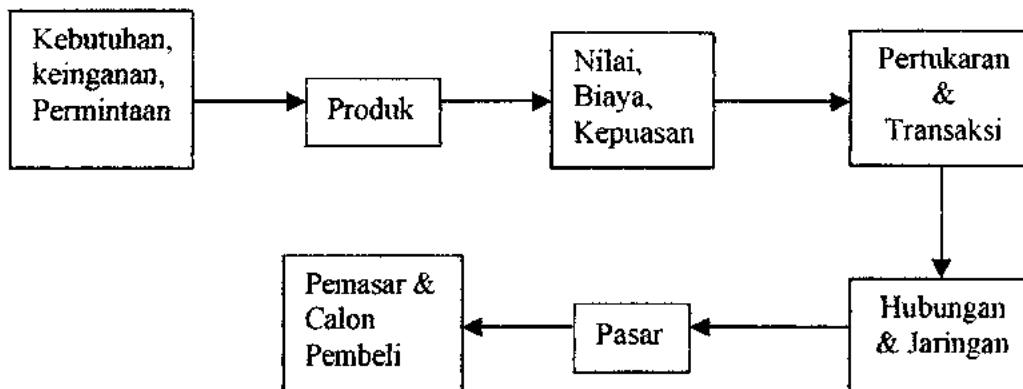 Kebutuhan,
keinganan,
Permintaan
Produk
Nilai,
Biaya,
Kepuasan
Pertukaran
&
Transaksi
Hubungan
& Jaringan
Pasar
Pemasar &
Calon
Pembeli